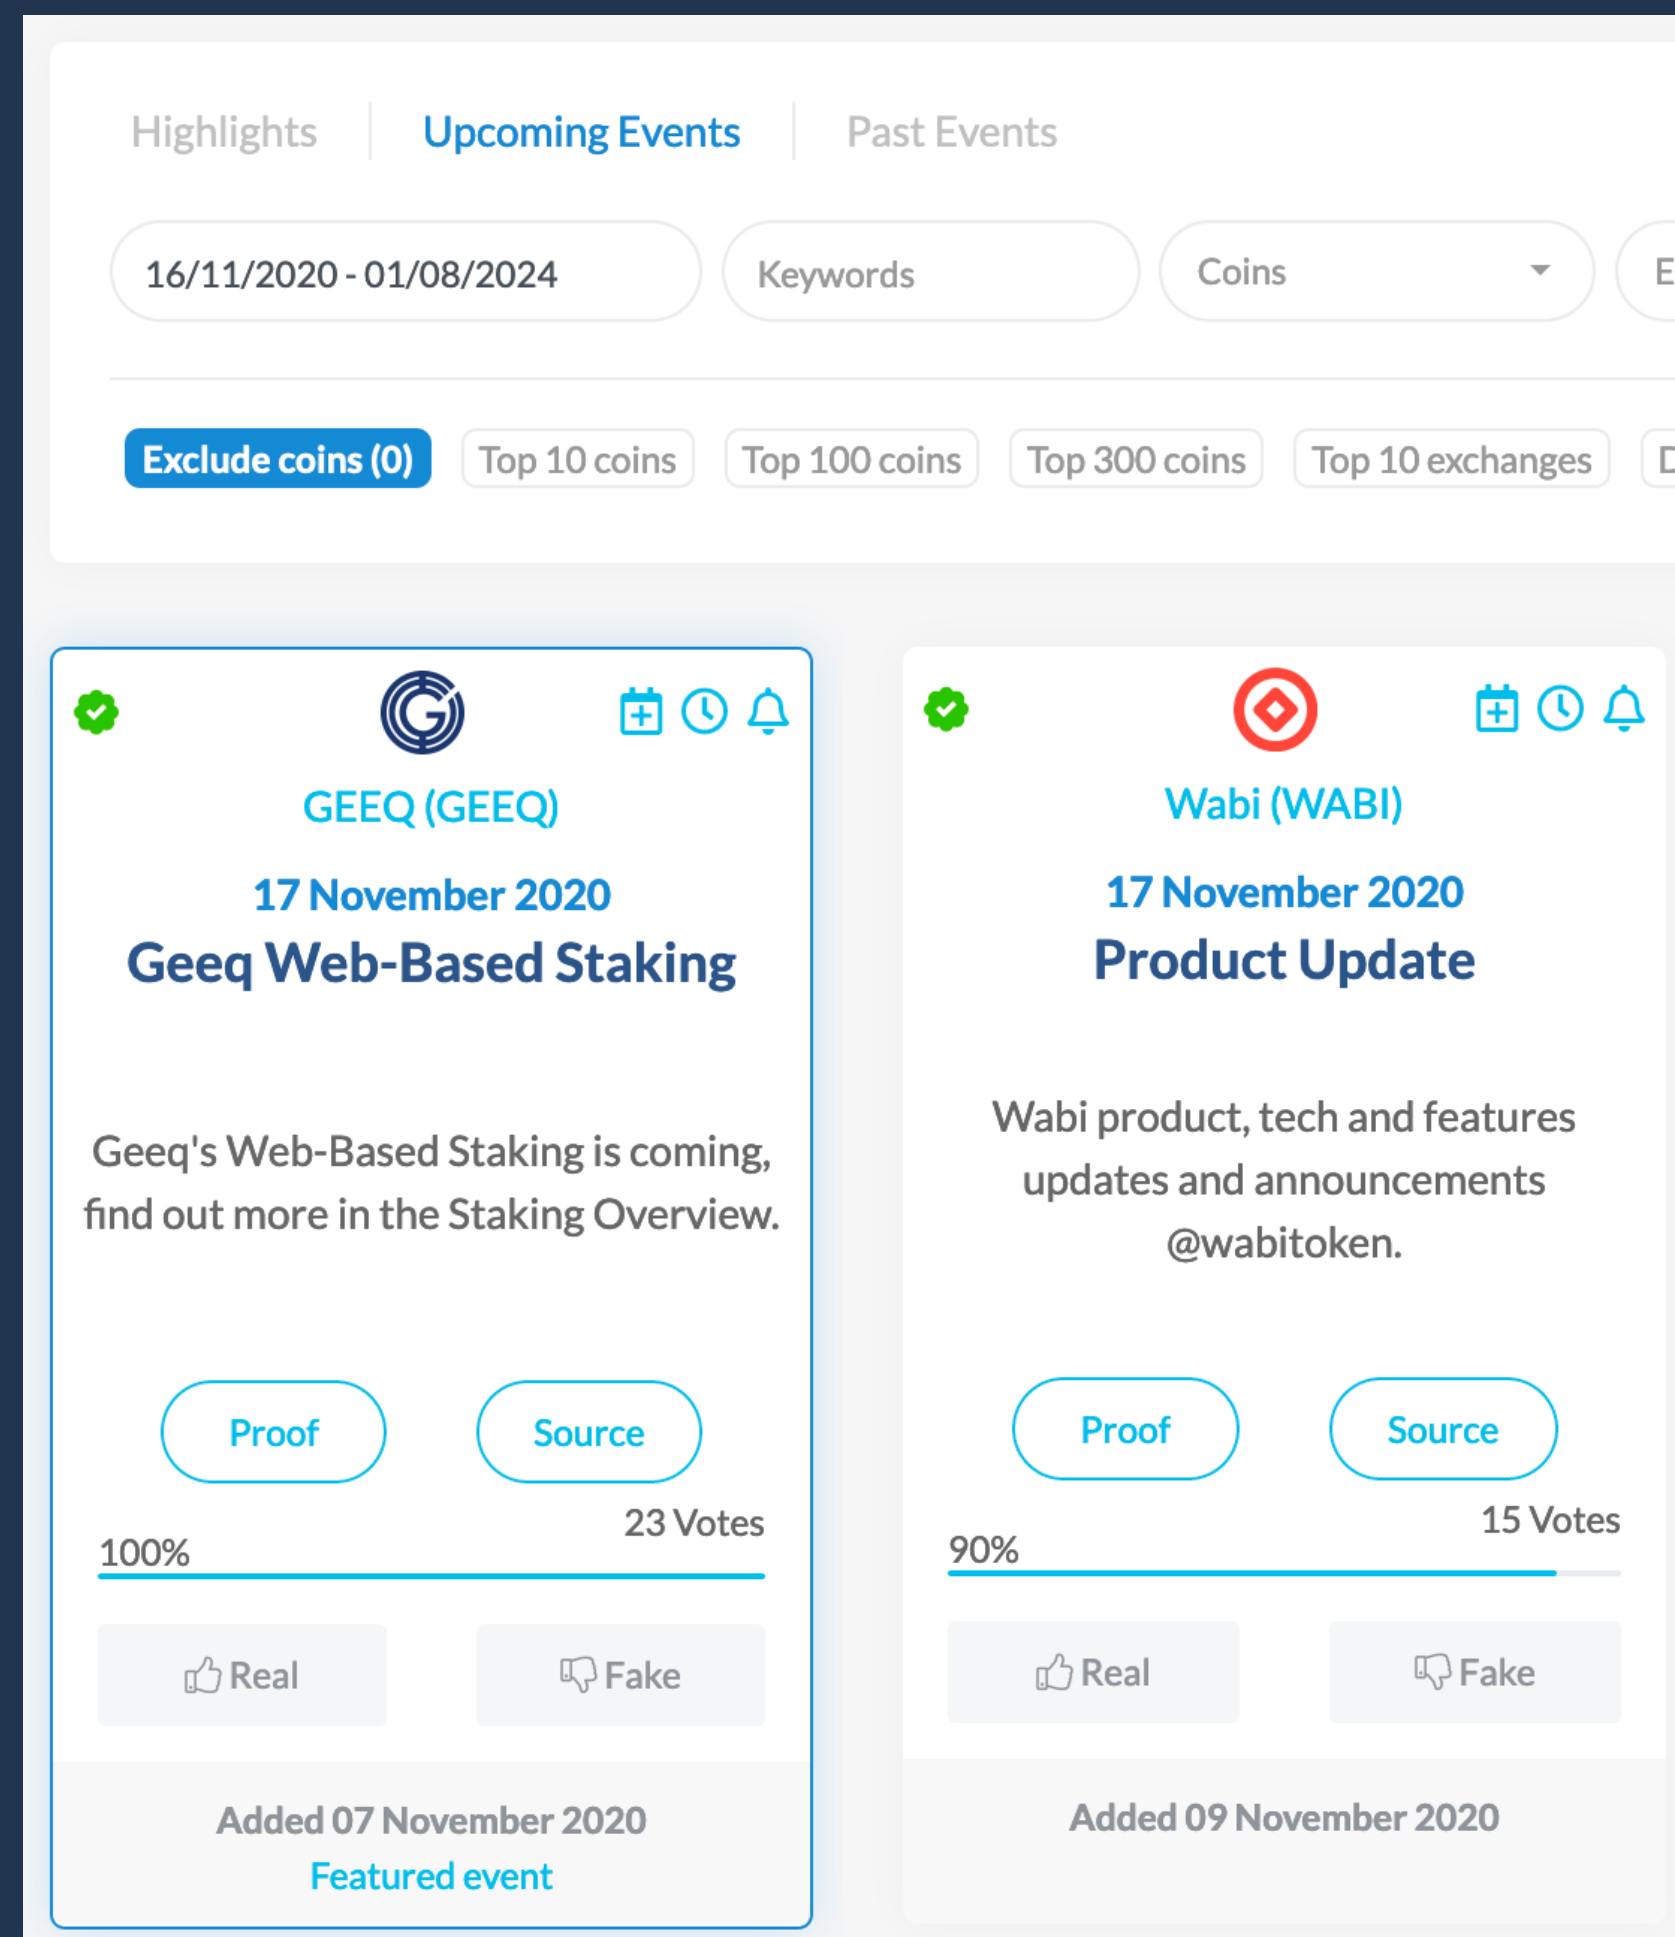 Highlights
Upcoming Events
Past Events
16/11/2020 - 01/08/2024
Keywords
Coins
E
Exclude coins (0)
Top 10 coins
Top 100 coins
Top 300 coins
Top 10 exchanges
GEEQ (GEEQ)
17 November 2020
Geeq Web-Based Staking
Geeq's Web-Based Staking is coming,
find out more in the Staking Overview.
Proof
Source
23 Votes
100%
Real
Fake
Added 07 November 2020
Featured event
Wabi (WABI)
17 November 2020
Product Update
Wabi product, tech and features
updates and announcements
@wabitoken.
Proof
Source
15 Votes
90%
Real
Fake
Added 09 November 2020